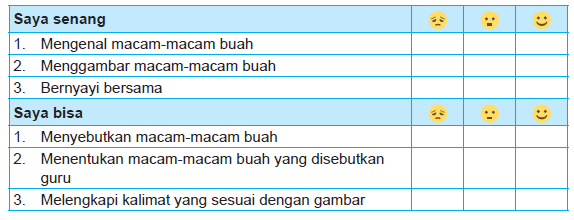 Saya senang
1. Mengenal macam-macam buah
2. Menggambar macam-macam buah
3. Bernyayi bersama
Saya bisa
1. Menyebutkan macam-macam buah
2. Menentukan macam-macam buah yang disebutkan
guru
3. Melengkapi kalimat yang sesuai dengan gambar